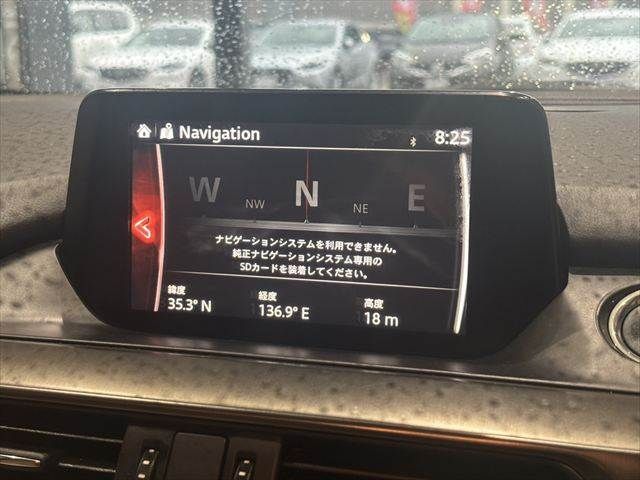 Navigation
8:25
W NW N NE E
ナビゲーションシステムを利用できません。
純正ナビゲーションシステム専用の
SDカードを装着してください。
緯度 経度 高度
35.3° N 136.9° E 18 m